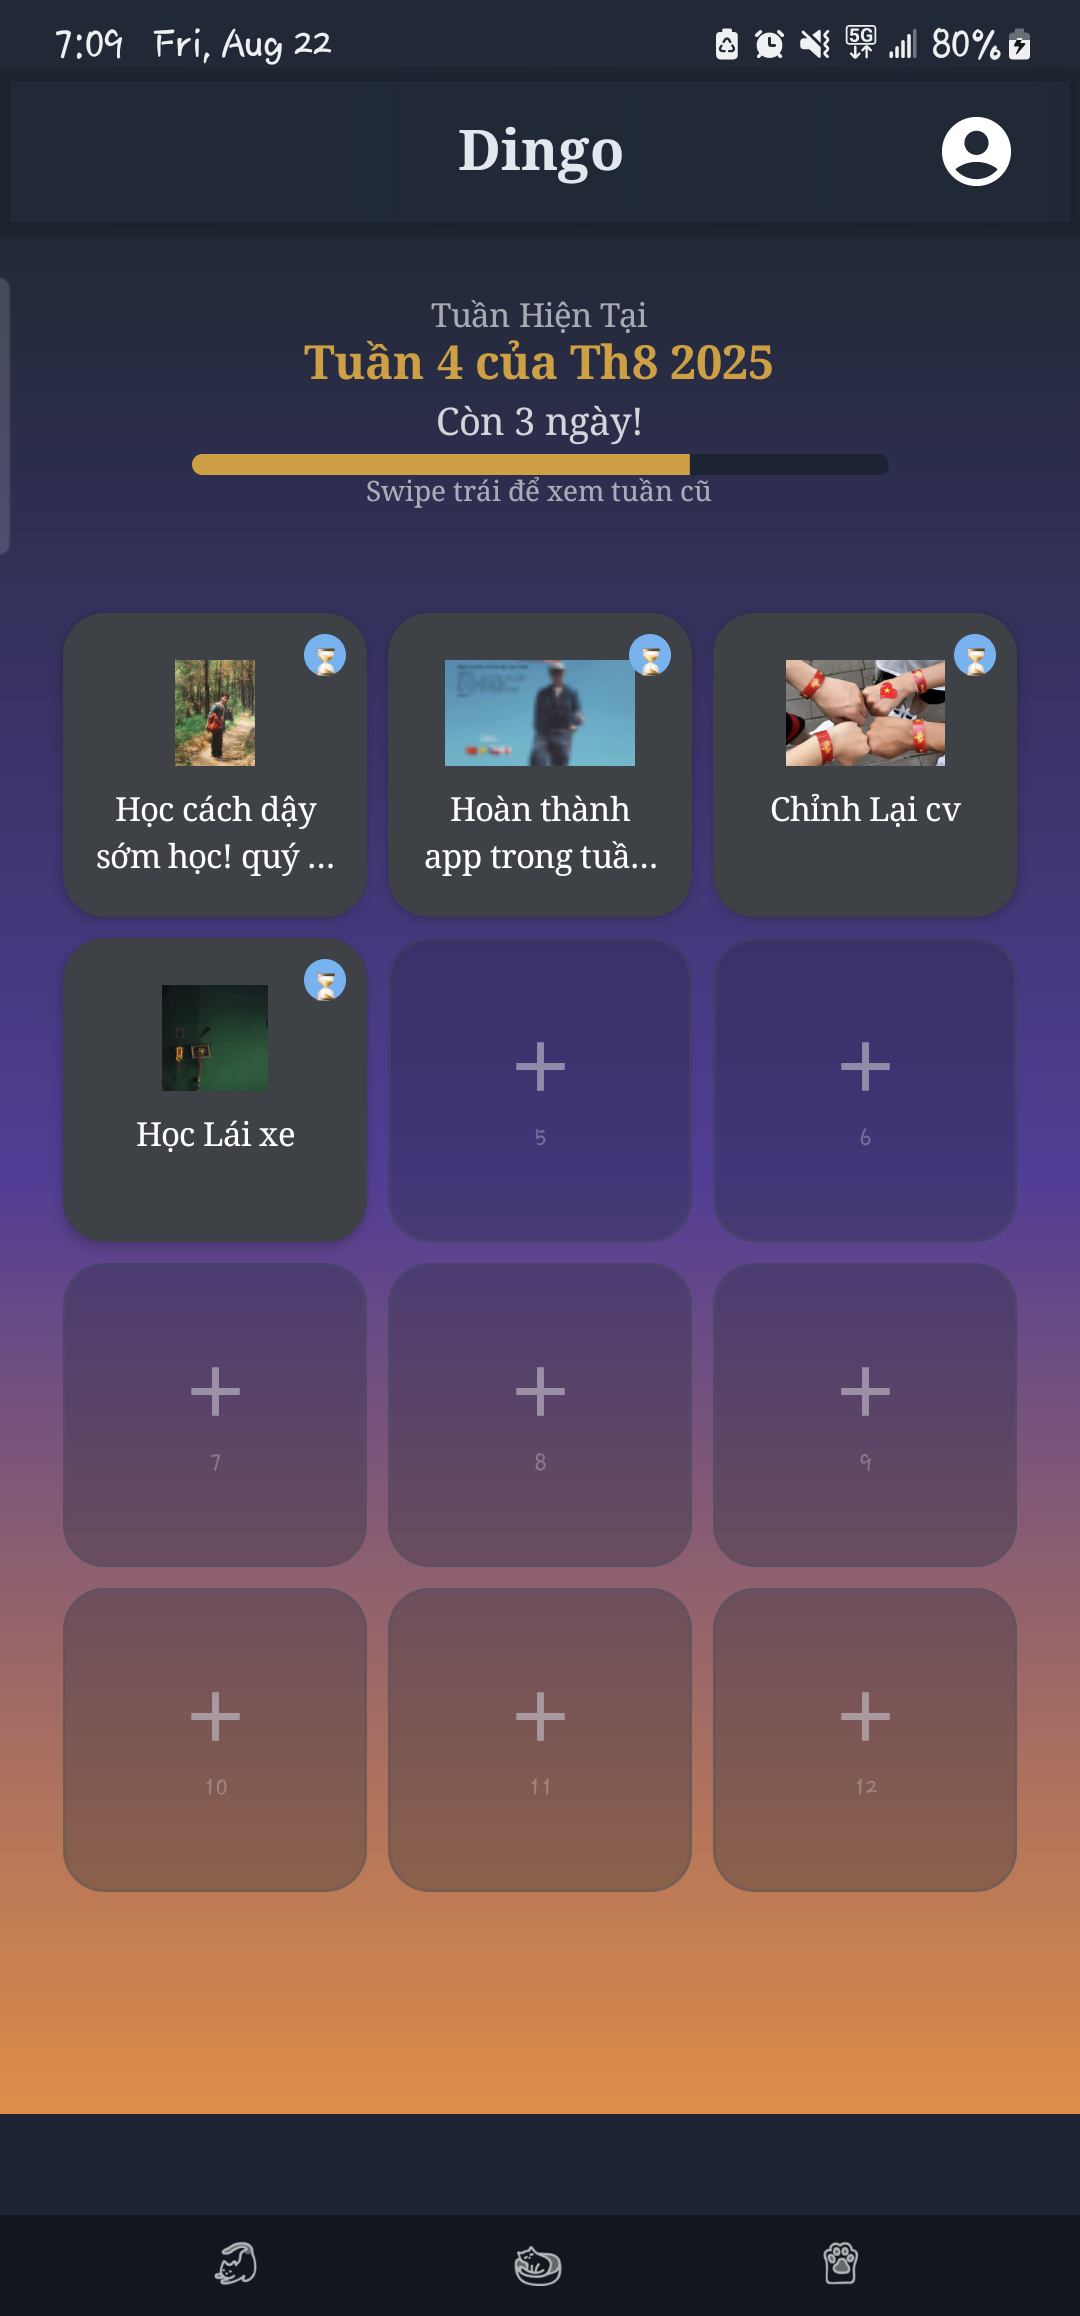 7:09 Fri, Aug 22
5G
80%
Dingo
Tuần Hiện Tại
Tuần 4 của Th8 2025
Còn 3 ngày!
Swipe trái để xem tuần cũ
Học cách dậy
sớm học! quý ...
Hoàn thành
app trong tuầ...
Chỉnh Lại cv
Học Lái xe
5
6
7
8
9
10
11
12